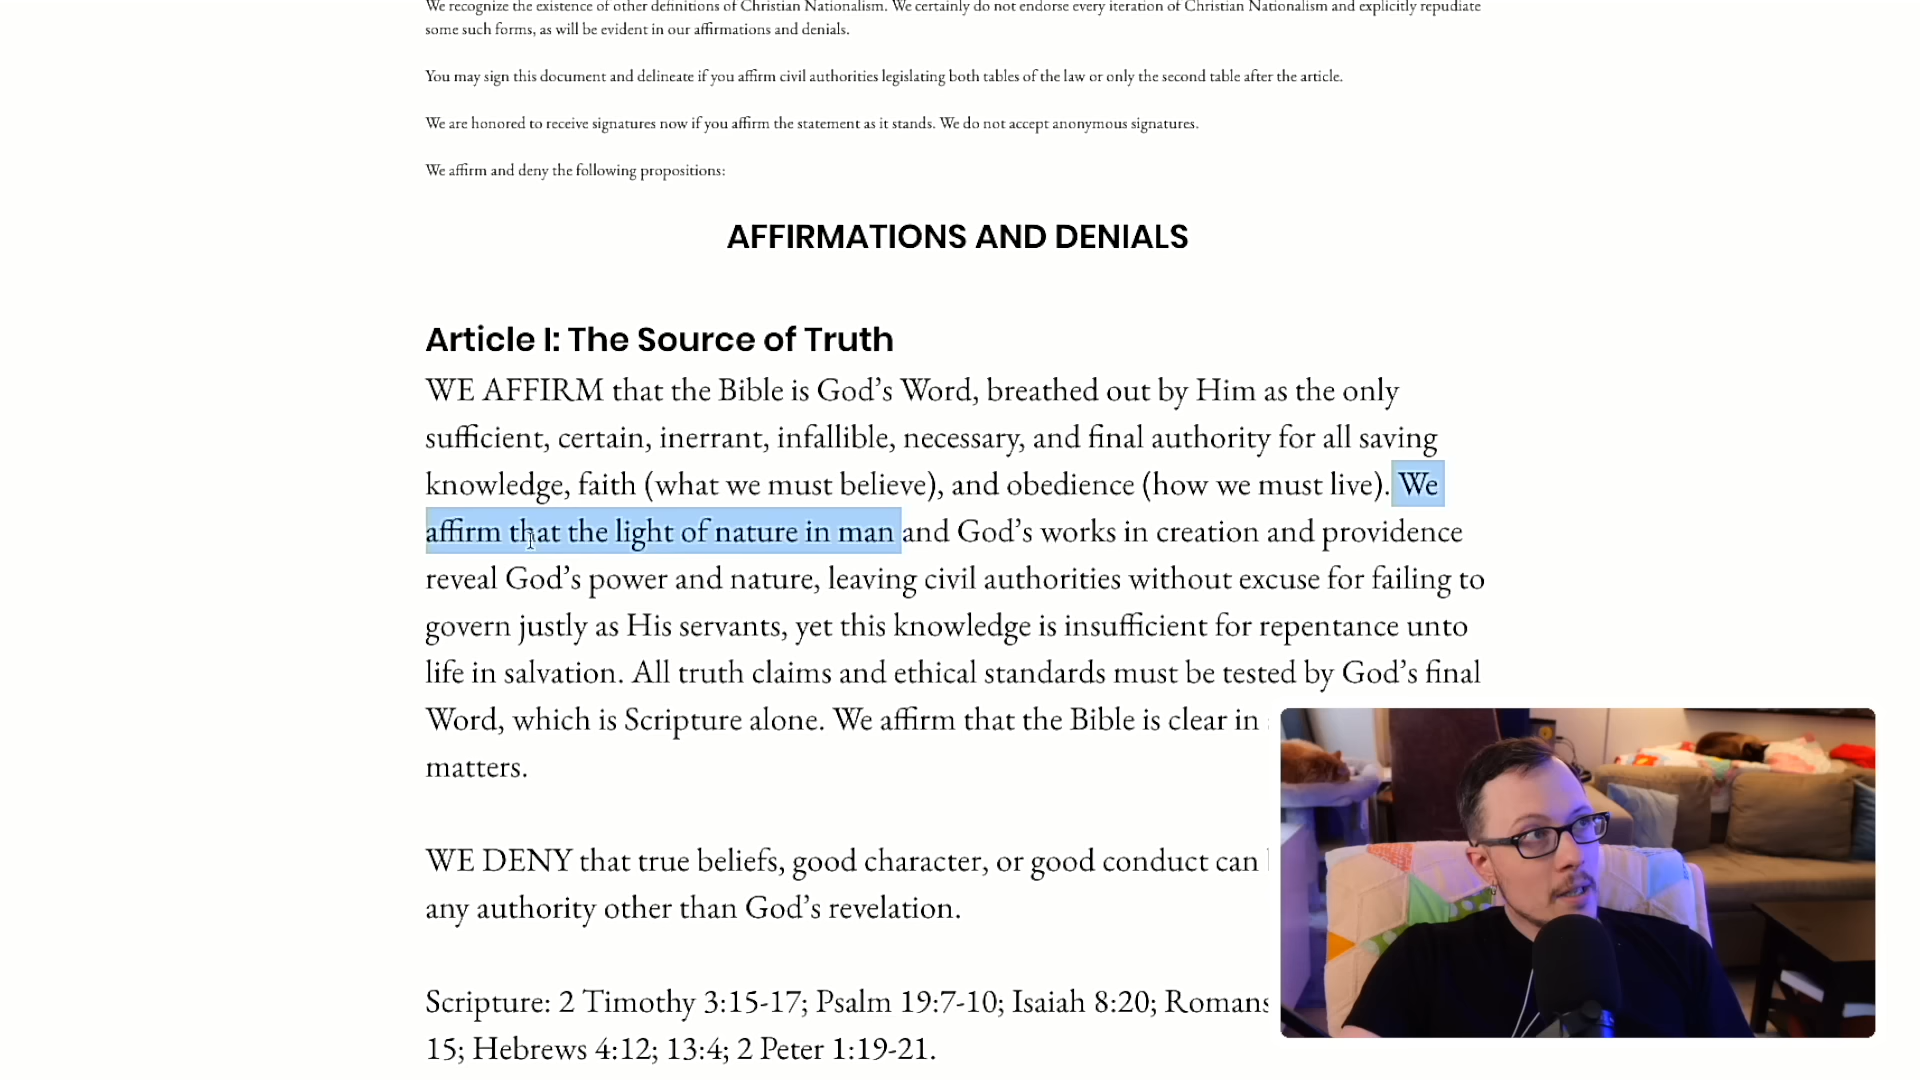 We recognize the existence of other definitions of Christian Nationalism. We certainly do not endorse every iteration of Christian Nationalism and explicitly repudiate
some such forms, as will be evident in our affirmations and denials.
You may sign this document and delineate if you affirm civil authorities legislating both tables of the law or only the second table after the article.
We are honored to receive signatures now if you affirm the statement as it stands. We do not accept anonymous signatures.
We affirm and deny the following propositions:
AFFIRMATIONS AND DENIALS
Article I: The Source of Truth
WE AFFIRM that the Bible is God’s Word, breathed out by Him as the only
sufficient, certain, inerrant, infallible, necessary, and final authority for all saving
knowledge, faith (what we must believe), and obedience (how we must live). We
affirm that the light of nature in man and God’s works in creation and providence
reveal God’s power and nature, leaving civil authorities without excuse for failing to
govern justly as His servants, yet this knowledge is insufficient for repentance unto
life in salvation. All truth claims and ethical standards must be tested by God’s final
Word, which is Scripture alone. We affirm that the Bible is clear in
matters.
WE DENY that true beliefs, good character, or good conduct can
any authority other than God’s revelation.
Scripture: 2 Timothy 3:15-17; Psalm 19:7-10; Isaiah 8:20; Romans
15; Hebrews 4:12; 13:4; 2 Peter 1:19-21.